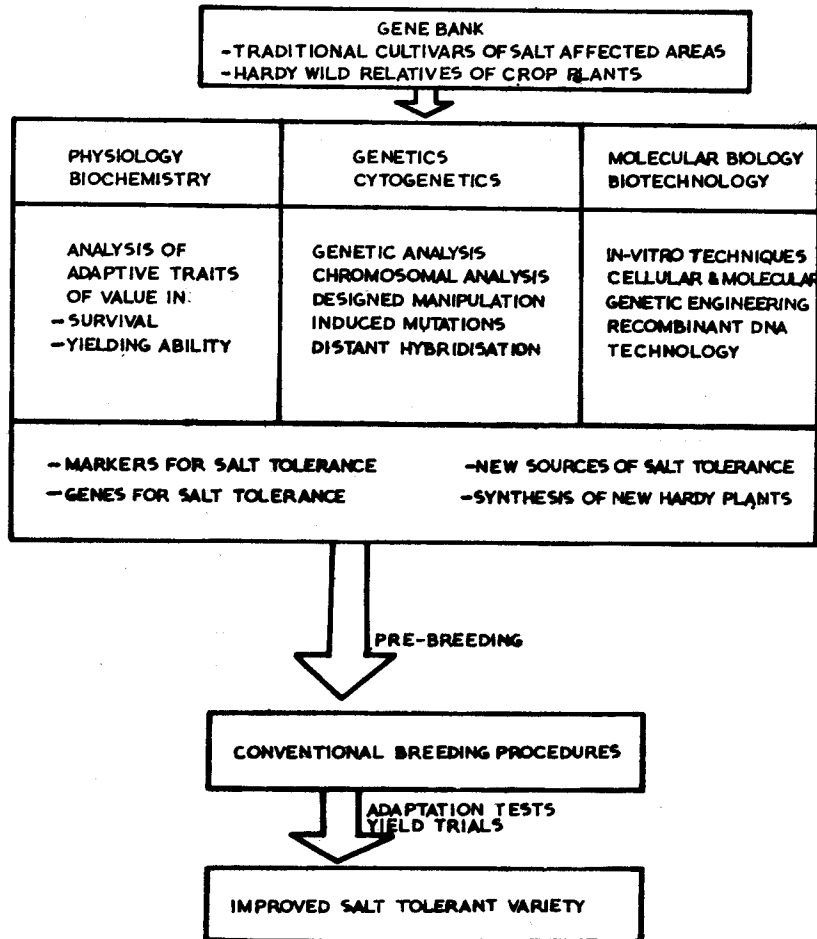 GENE BANK
-TRADITIONAL CULTIVARS OF SALT AFFECTED AREAS
-HARDY WILD RELATIVES OF CROP PLANTS
PHYSIOLOGY
BIOCHEMISTRY
GENETICS
CYTOGENETICS
MOLECULAR BIOLOGY
BIOTECHNOLOGY
ANALYSIS OF
ADAPTIVE TRAITS
OF VALUE IN:
-SURVIVAL
-YIELDING ABILITY
GENETIC ANALYSIS
CHROMOSOMAL ANALYSIS
DESIGNED MANIPULATION
INDUCED MUTATIONS
DISTANT HYBRIDISATION
IN-VITRO TECHNIQUES
CELLULAR & MOLECULAR
GENETIC ENGINEERING
RECOMBINANT DNA
TECHNOLOGY
-MARKERS FOR SALT TOLERANCE
-GENES FOR SALT TOLERANCE
-NEW SOURCES OF SALT TOLERANCE
-SYNTHESIS OF NEW HARDY PLANTS
PRE-BREEDING
CONVENTIONAL BREEDING PROCEDURES
ADAPTATION TESTS
YIELD TRIALS
IMPROVED SALT TOLERANT VARIETY